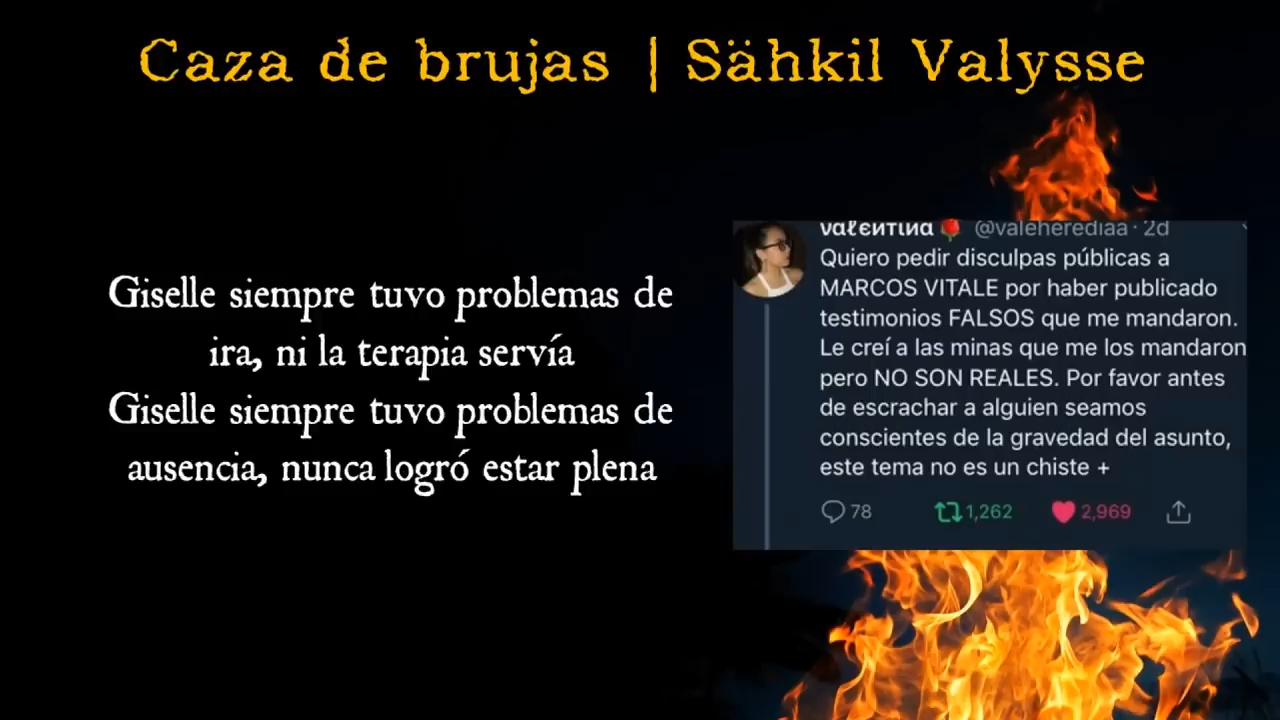 Caza de brujas | Sähkil Valysse
Giselle siempre tuvo problemas de
ira, ni la terapia servía
Giselle siempre tuvo problemas de
ausencia, nunca logró estar plena
valєитιиα🌹 @valeherediaa · 2d
Quiero pedir disculpas públicas a
MARCOS VITALE por haber publicado
testimonios FALSOS que me mandaron.
Le creí a las minas que me los mandaron
pero NO SON REALES. Por favor antes
de escrachar a alguien seamos
conscientes de la gravedad del asunto,
este tema no es un chiste +
78 1,262 2,969